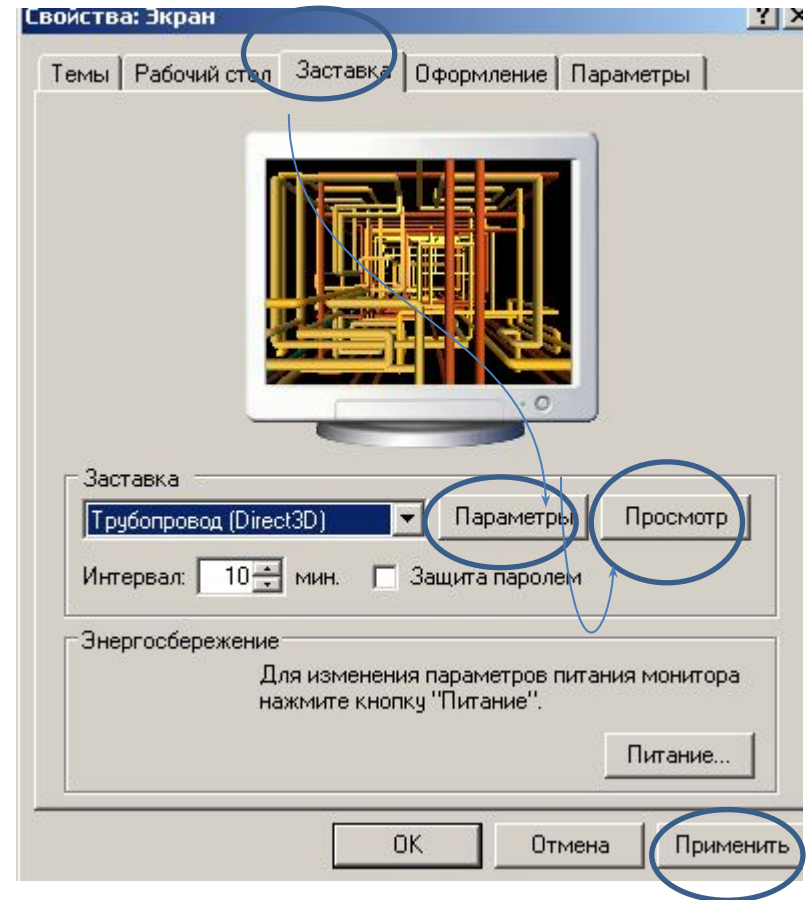 Свойства: Экран
Темы Рабочий стол Заставка Оформление Параметры
Заставка
Трубопровод (Direct3D) Параметры Просмотр
Интервал: 10 мин. Защита паролем
Энергосбережение
Для изменения параметров питания монитора
нажмите кнопку "Питание".
Питание...
ОК Отмена Применить